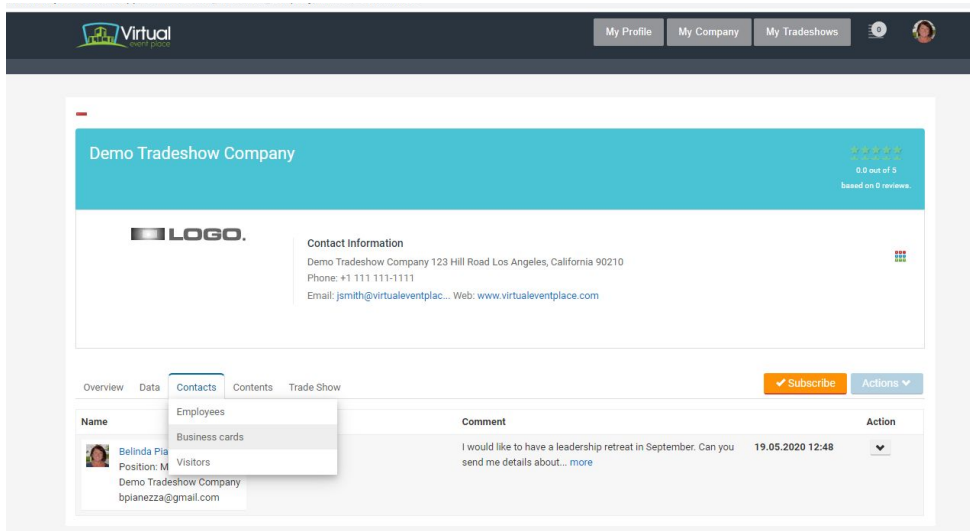 Virtual
event place
My Profile
My Company
My Tradeshows
0
Demo Tradeshow Company
0.0 out of 5
based on 0 reviews.
LOGO.
Contact Information
Demo Tradeshow Company 123 Hill Road Los Angeles, California 90210
Phone: +1 111 111-1111
Email: jsmith@virtualeventplac... Web: www.virtualeventplace.com
Overview
Data
Contacts
Contents
Trade Show
Subscribe
Actions
Employees
Business cards
Visitors
Name
Comment
Action
Belinda Pia
Position: M
Demo Tradeshow Company
bpianezza@gmail.com
I would like to have a leadership retreat in September. Can you
send me details about... more
19.05.2020 12:48